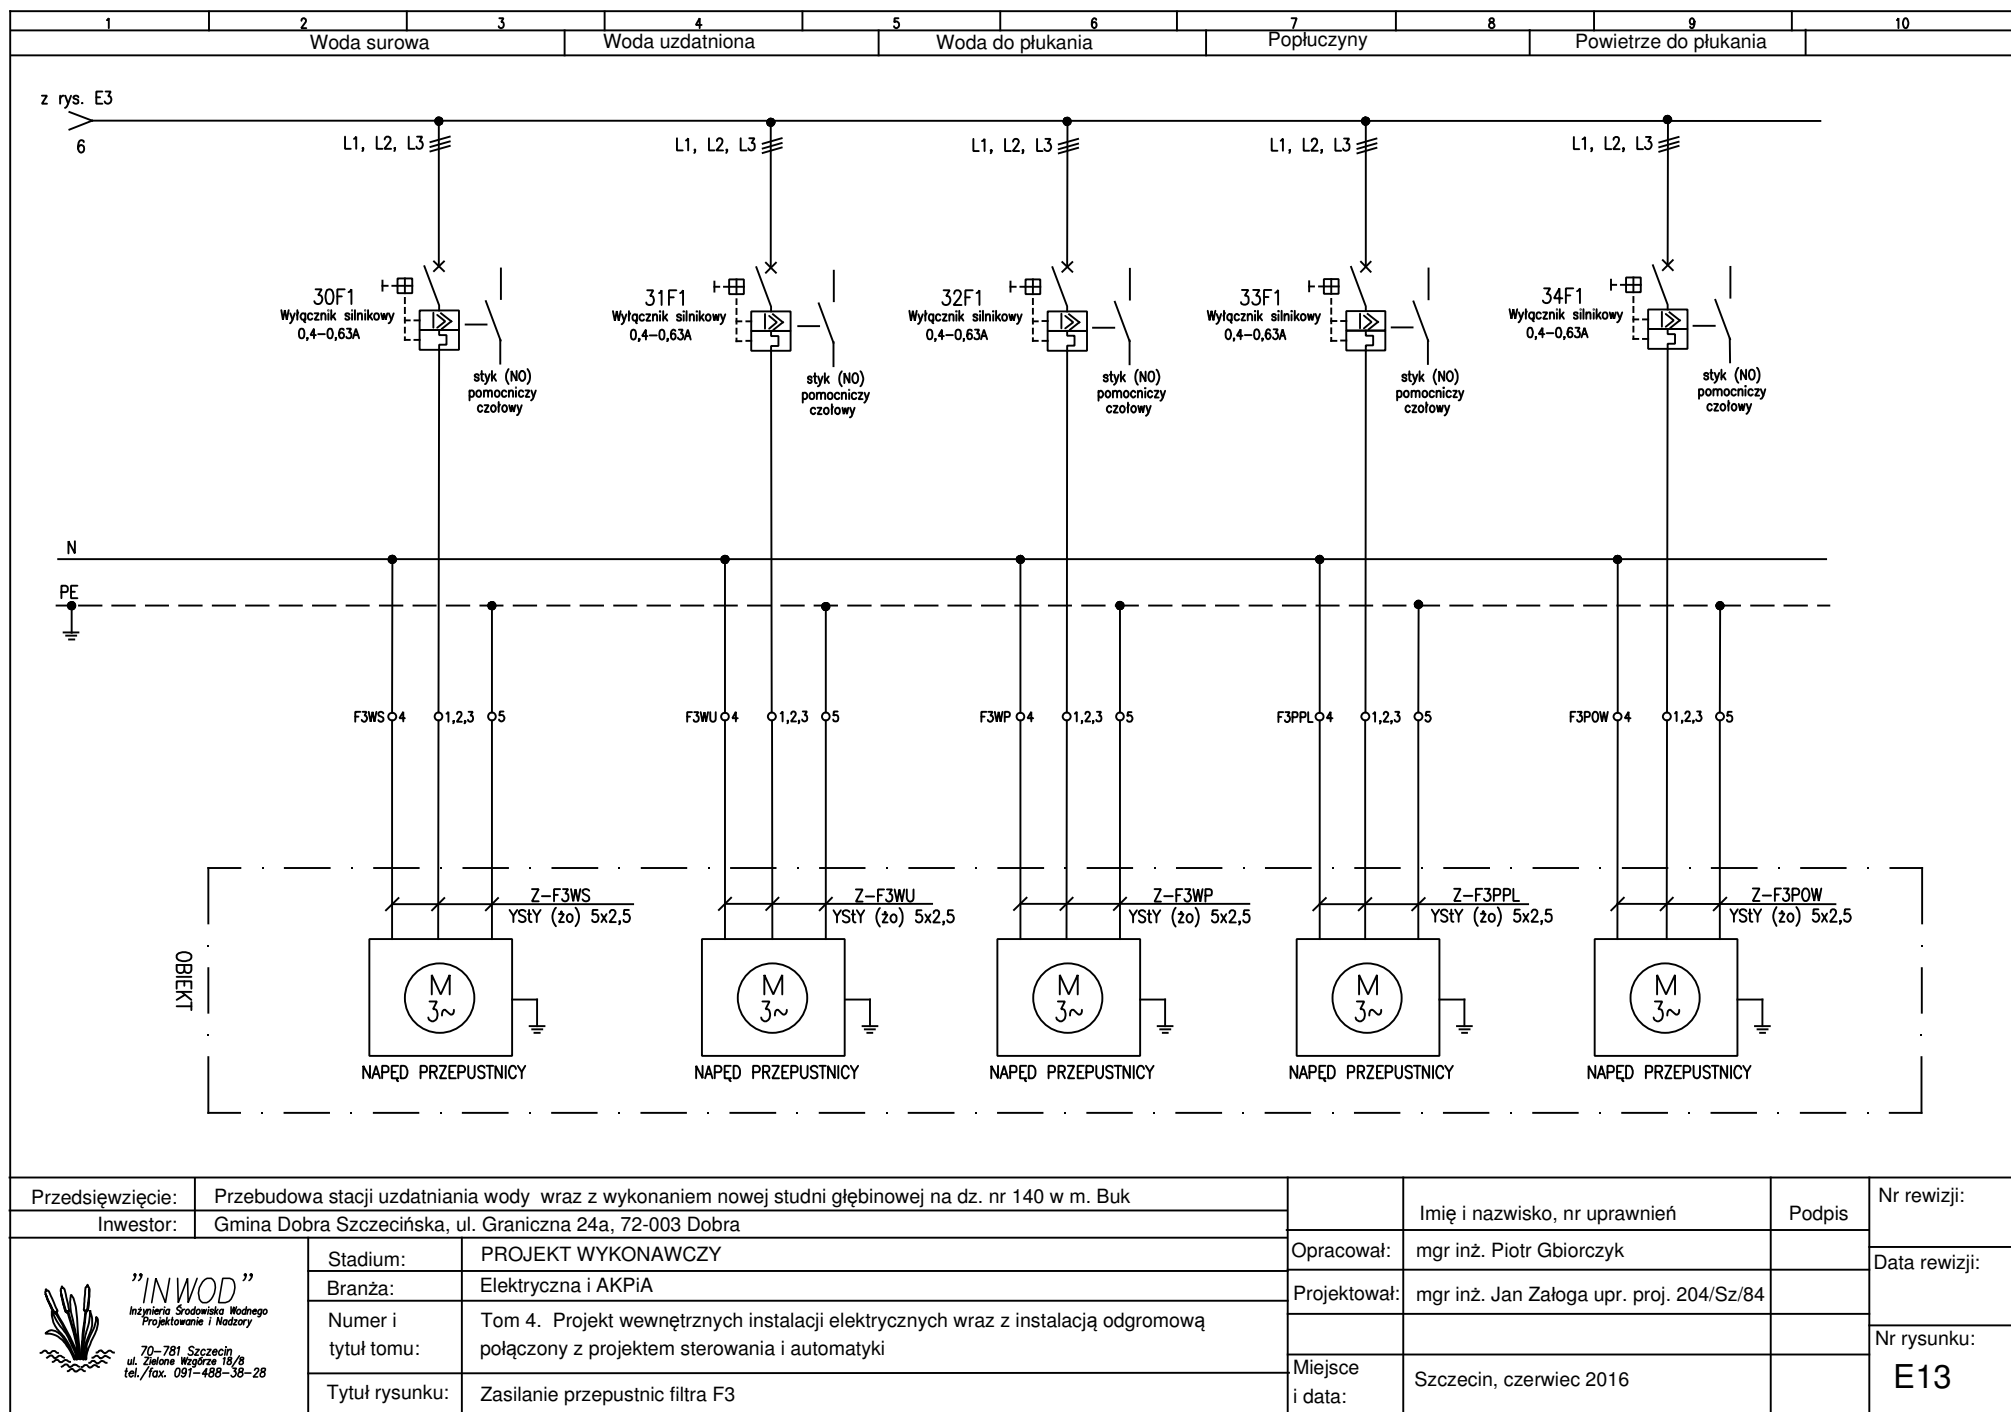 1 2 3 4 5 6 7 8 9 10
Woda surowa Woda uzdatniona Woda do płukania Popłuczyny Powietrze do płukania
z rys. E3
6
L1, L2, L3 L1, L2, L3 L1, L2, L3 L1, L2, L3 L1, L2, L3
30F1
Wyłącznik silnikowy
0,4-0,63A
styk (NO)
pomocniczy
czołowy
31F1
Wyłącznik silnikowy
0,4-0,63A
styk (NO)
pomocniczy
czołowy
32F1
Wyłącznik silnikowy
0,4-0,63A
styk (NO)
pomocniczy
czołowy
33F1
Wyłącznik silnikowy
0,4-0,63A
styk (NO)
pomocniczy
czołowy
34F1
Wyłącznik silnikowy
0,4-0,63A
styk (NO)
pomocniczy
czołowy
N
PE
F3WS 4 1,2,3 5 F3WU 4 1,2,3 5 F3WP 4 1,2,3 5 F3PPL 4 1,2,3 5 F3POW 4 1,2,3 5
Z-F3WS Z-F3WU Z-F3WP Z-F3PPL Z-F3POW
YStY (żo) 5x2,5 YStY (żo) 5x2,5 YStY (żo) 5x2,5 YStY (żo) 5x2,5 YStY (żo) 5x2,5
OBIEKT
M M M M M
3~ 3~ 3~ 3~ 3~
NAPĘD PRZEPUSTNICY NAPĘD PRZEPUSTNICY NAPĘD PRZEPUSTNICY NAPĘD PRZEPUSTNICY NAPĘD PRZEPUSTNICY
Przedsięwzięcie: Przebudowa stacji uzdatniania wody wraz z wykonaniem nowej studni głębinowej na dz. nr 140 w m. Buk
Inwestor: Gmina Dobra Szczecińska, ul. Graniczna 24a, 72-003 Dobra
"INWOD"
Inżynieria Środowiska Wodnego
Projektowanie i Nadzory
70-781 Szczecin
ul. Zielone Wzgórze 18/8
tel./fax. 091-488-38-28
Stadium: PROJEKT WYKONAWCZY
Branża: Elektryczna i AKPiA
Numer i tytuł tomu: Tom 4. Projekt wewnętrznych instalacji elektrycznych wraz z instalacją odgromową
połączony z projektem sterowania i automatyki
Tytuł rysunku: Zasilanie przepustnic filtra F3
Imię i nazwisko, nr uprawnień Podpis
Opracował: mgr inż. Piotr Gbiorczyk
Projektował: mgr inż. Jan Załoga upr. proj. 204/Sz/84
Miejsce i data: Szczecin, czerwiec 2016
Nr rewizji:
Data rewizji:
Nr rysunku:
E13